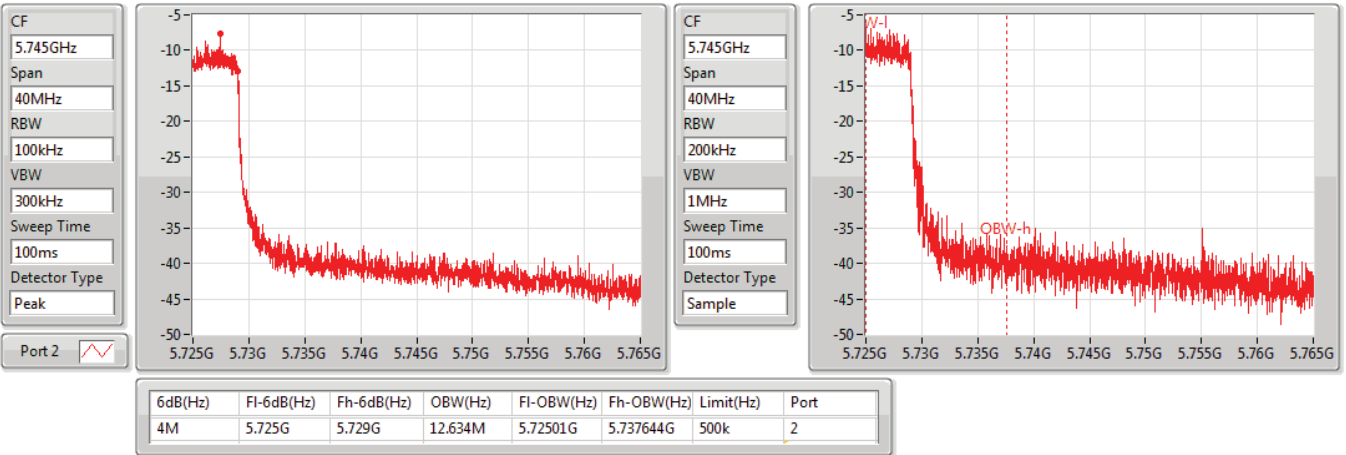 CF
5.745GHz
Span
40MHz
RBW
100kHz
VBW
300kHz
Sweep Time
100ms
Detector Type
Peak
Port 2
-5
-10
-15
-20
-25
-30
-35
-40
-45
-50
5.725G 5.73G 5.735G 5.74G 5.745G 5.75G 5.755G 5.76G 5.765G
CF
5.745GHz
Span
40MHz
RBW
200kHz
VBW
1MHz
Sweep Time
100ms
Detector Type
Sample
-5
-10
-15
-20
-25
-30
-35
-40
-45
-50
W-l
OBW-h
5.725G 5.73G 5.735G 5.74G 5.745G 5.75G 5.755G 5.76G 5.765G
6dB(Hz) Fl-6dB(Hz) Fh-6dB(Hz) OBW(Hz) Fl-OBW(Hz) Fh-OBW(Hz) Limit(Hz) Port
4M 5.725G 5.729G 12.634M 5.72501G 5.737644G 500k 2